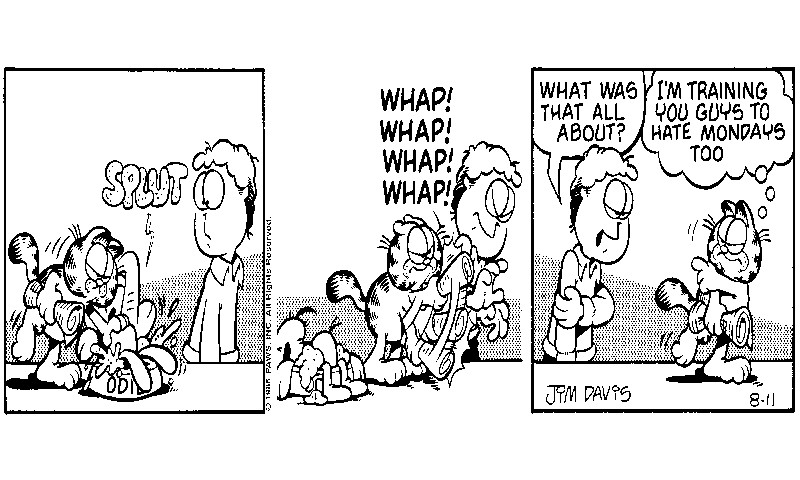 SPLUT
ODIE
© 1986 PAWS, INC. All Rights Reserved.
WHAP!
WHAP!
WHAP!
WHAP!
WHAT WAS
THAT ALL
ABOUT?
I'M TRAINING
YOU GUYS TO
HATE MONDAYS
TOO
JIM DAVIS
8-11